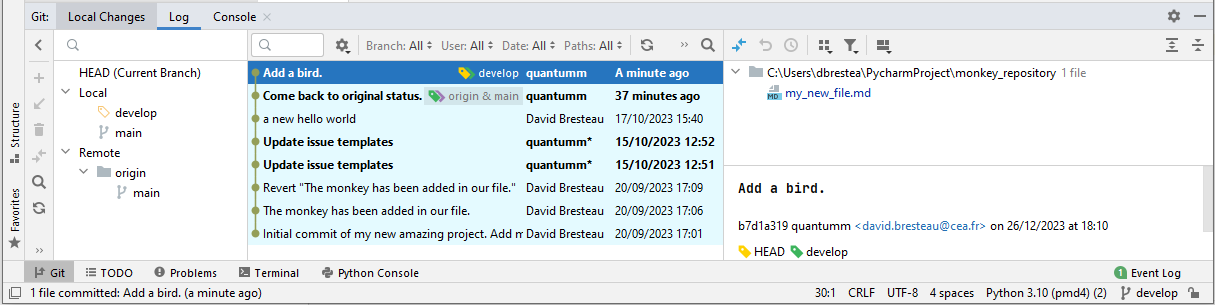 Git: Local Changes Log Console
Branch: All User: All Date: All Paths: All
HEAD (Current Branch)
Local
develop
main
Remote
origin
main
Add a bird. develop quantumm A minute ago
Come back to original status. origin & main quantumm 37 minutes ago
a new hello world David Bresteau 17/10/2023 15:40
Update issue templates quantumm* 15/10/2023 12:52
Update issue templates quantumm* 15/10/2023 12:51
Revert "The monkey has been added in our file." David Bresteau 20/09/2023 17:09
The monkey has been added in our file. David Bresteau 20/09/2023 17:06
Initial commit of my new amazing project. Add m David Bresteau 20/09/2023 17:01
C:\Users\dbrestea\PycharmProject\monkey_repository 1 file
MD my_new_file.md
Add a bird.
b7d1a319 quantumm <david.bresteau@cea.fr> on 26/12/2023 at 18:10
HEAD develop
Structure
Favorites
Git TODO Problems Terminal Python Console 1 Event Log
1 file committed: Add a bird. (a minute ago) 30:1 CRLF UTF-8 4 spaces Python 3.10 (pmd4) (2) develop